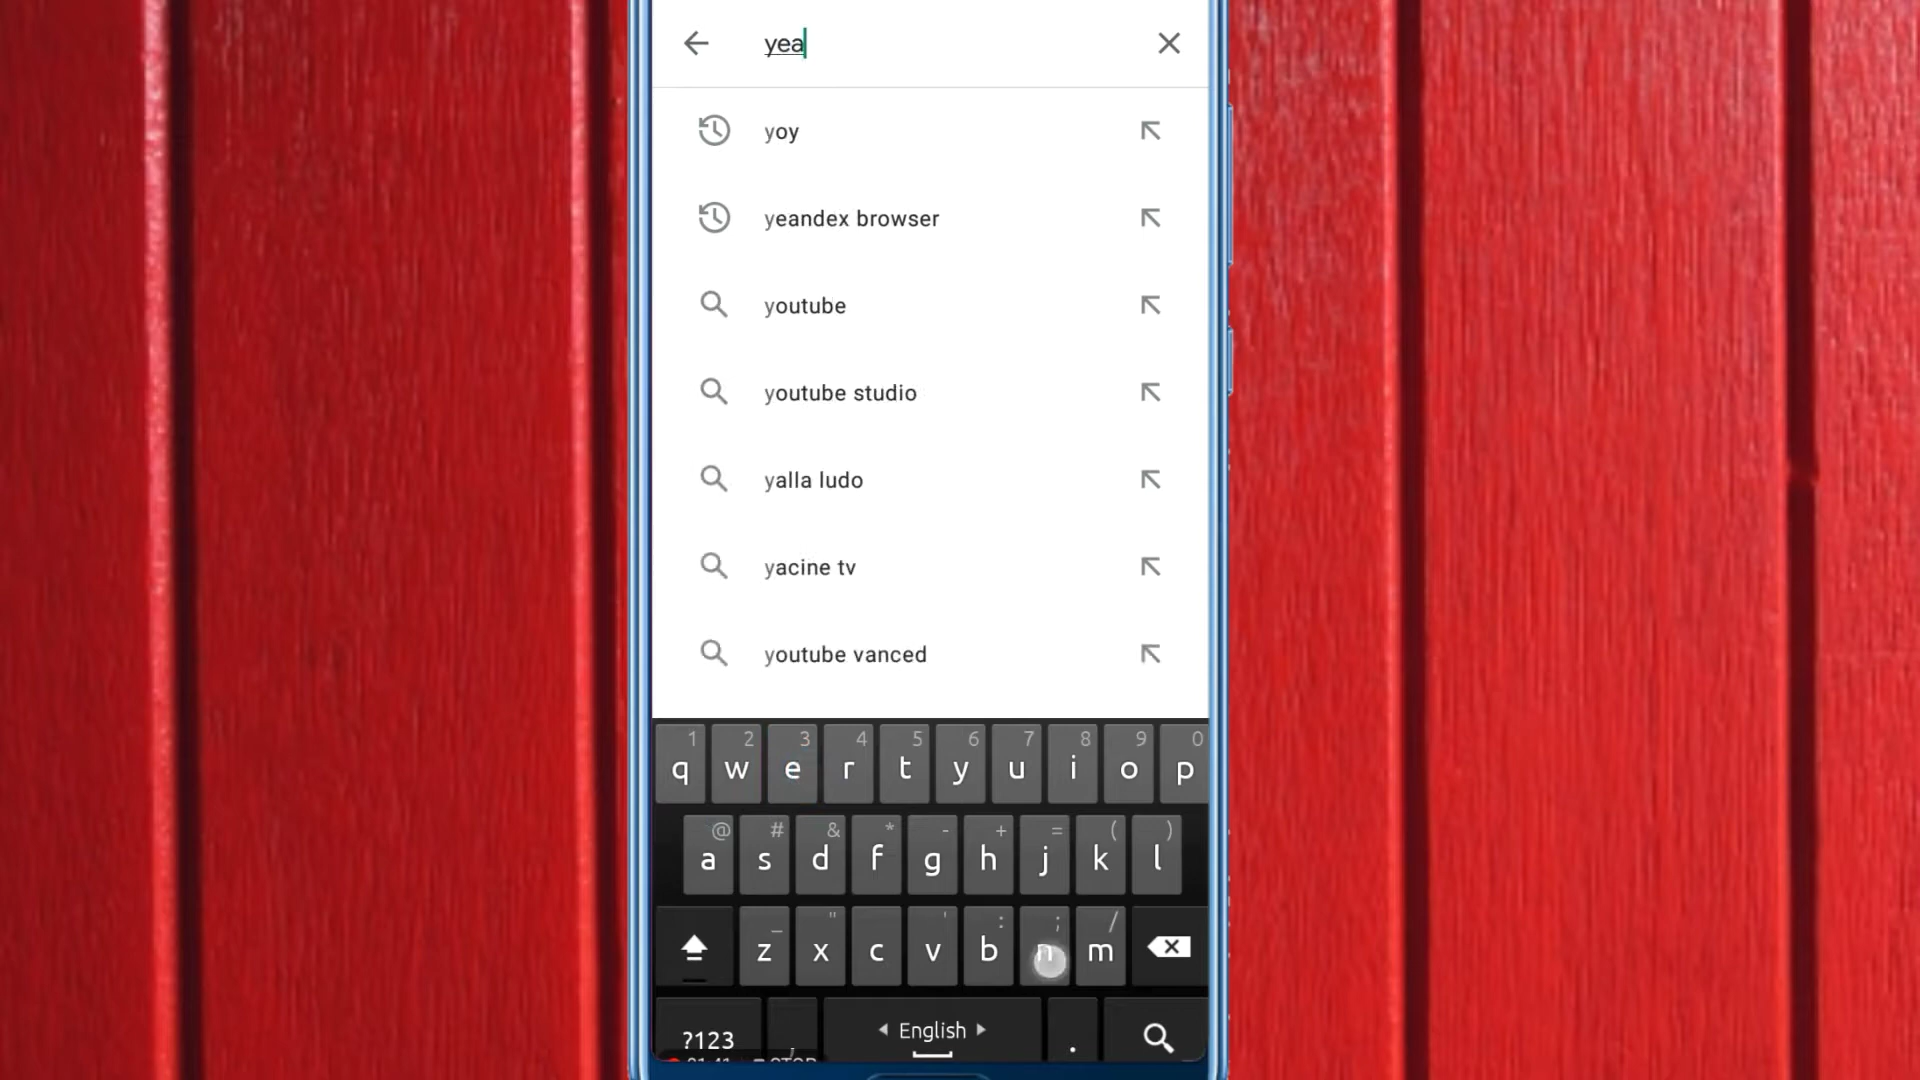 yea
yoy
yeandex browser
youtube
youtube studio
yalla ludo
yacine tv
youtube vanced
1 2 3 4 5 6 7 8 9 0
q w e r t y u i o p
@ # & * - + = ( )
a s d f g h j k l
_ " ' : ; /
z x c v b n m
?123 , English .